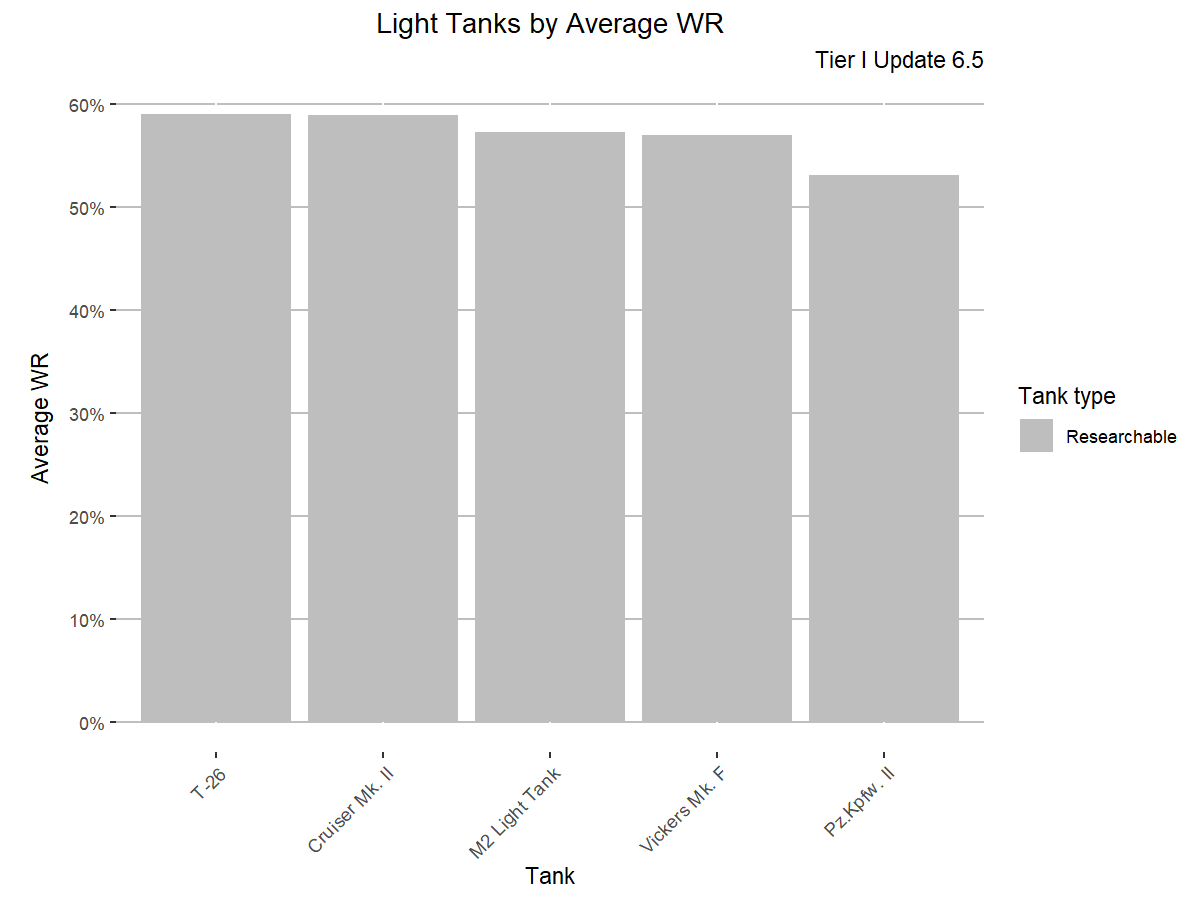 Light Tanks by Average WR
Tier I Update 6.5
60%
50%
40%
30%
20%
10%
0%
Average WR
T-26
Cruiser Mk. II
M2 Light Tank
Vickers Mk. F
Pz.Kpfw. II
Tank
Tank type
Researchable